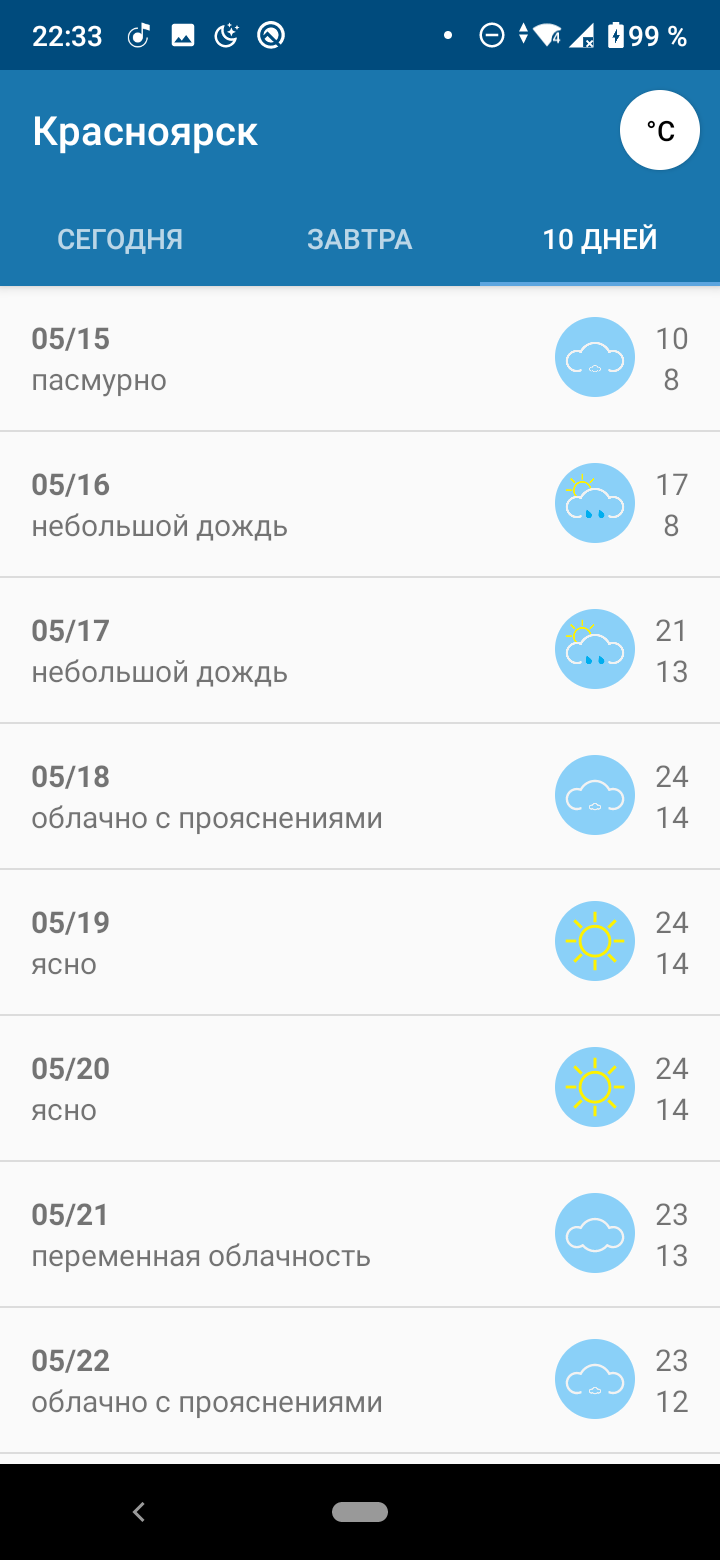 22:33 4 99 %
Красноярск °C
СЕГОДНЯ ЗАВТРА 10 ДНЕЙ
05/15 10
пасмурно 8
05/16 17
небольшой дождь 8
05/17 21
небольшой дождь 13
05/18 24
облачно с прояснениями 14
05/19 24
ясно 14
05/20 24
ясно 14
05/21 23
переменная облачность 13
05/22 23
облачно с прояснениями 12